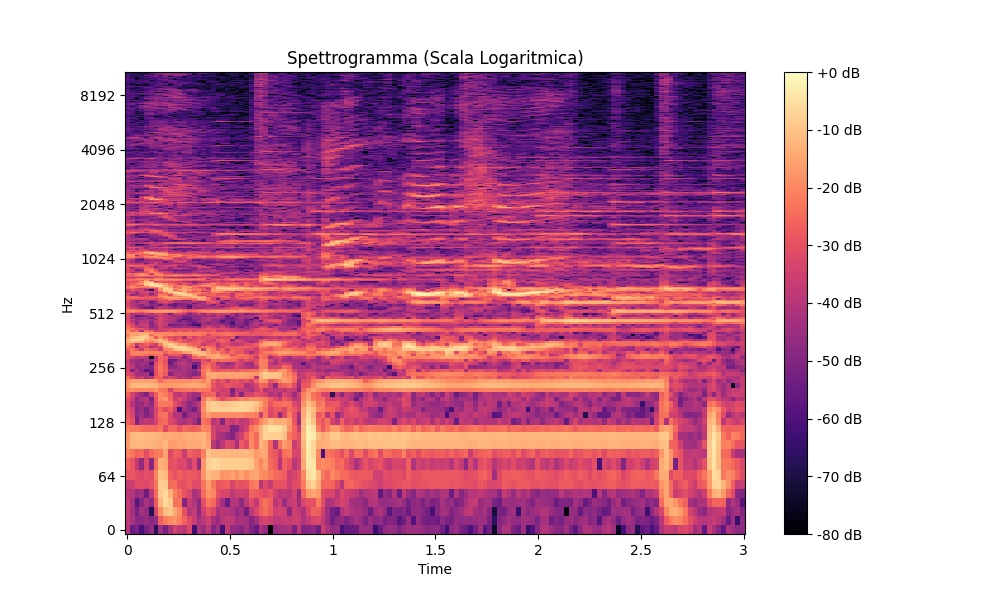 Spettrogramma (Scala Logaritmica)
Hz
8192
4096
2048
1024
512
256
128
64
0
0 0.5 1 1.5 2 2.5 3
Time
+0 dB
-10 dB
-20 dB
-30 dB
-40 dB
-50 dB
-60 dB
-70 dB
-80 dB